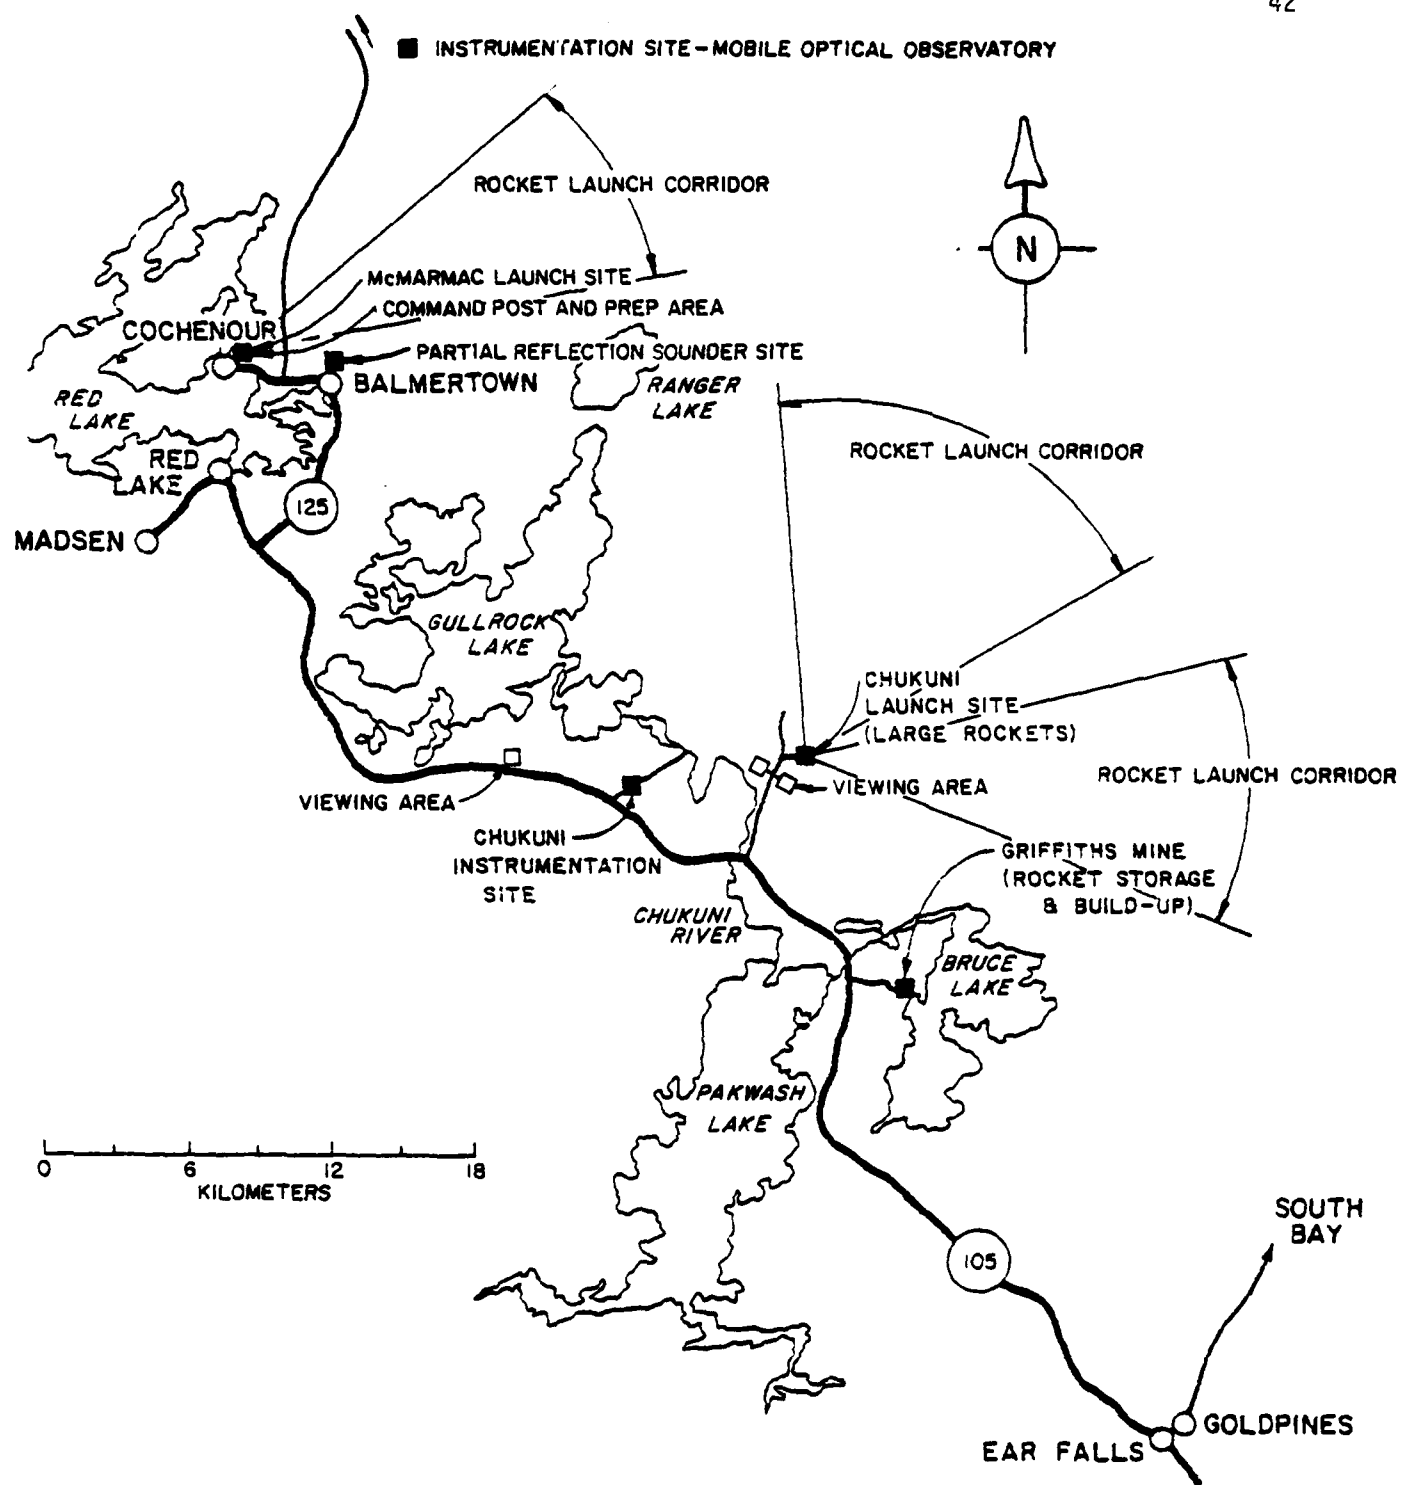 42
INSTRUMENTATION SITE-MOBILE OPTICAL OBSERVATORY
ROCKET LAUNCH CORRIDOR
N
McMARMAC LAUNCH SITE
COMMAND POST AND PREP AREA
COCHENOUR
PARTIAL REFLECTION SOUNDER SITE
BALMERTOWN
RANGER
LAKE
RED
LAKE
ROCKET LAUNCH CORRIDOR
RED
LAKE
125
MADSEN
GULLROCK
LAKE
CHUKUNI
LAUNCH SITE
(LARGE ROCKETS)
ROCKET LAUNCH CORRIDOR
VIEWING AREA
VIEWING AREA
CHUKUNI
INSTRUMENTATION
SITE
GRIFFITHS MINE
(ROCKET STORAGE
& BUILD-UP)
CHUKUNI
RIVER
BRUCE
LAKE
PAKWASH
LAKE
0 6 12 18
KILOMETERS
SOUTH
BAY
105
GOLDPINES
EAR FALLS